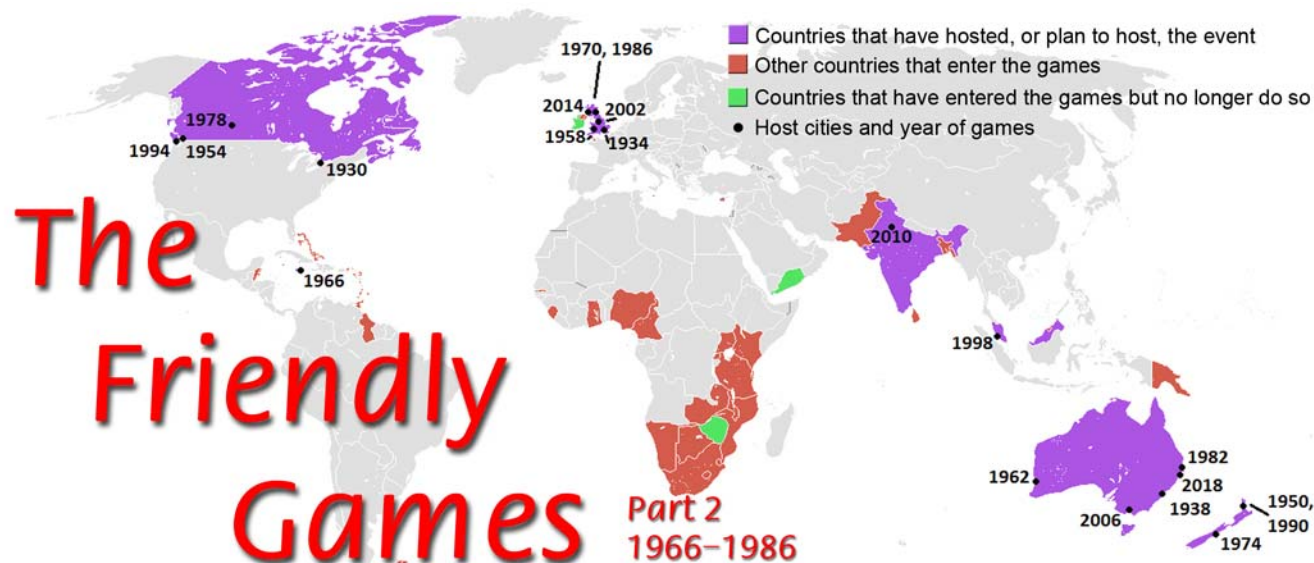 Countries that have hosted, or plan to host, the event
Other countries that enter the games
Countries that have entered the games but no longer do so
Host cities and year of games
1970, 1986
2014
2002
1958
1934
1978
1994
1954
1930
The
Friendly
Games
Part 2
1966–1986
1966
2010
1998
1962
1982
2018
1938
2006
1950,
1990
1974